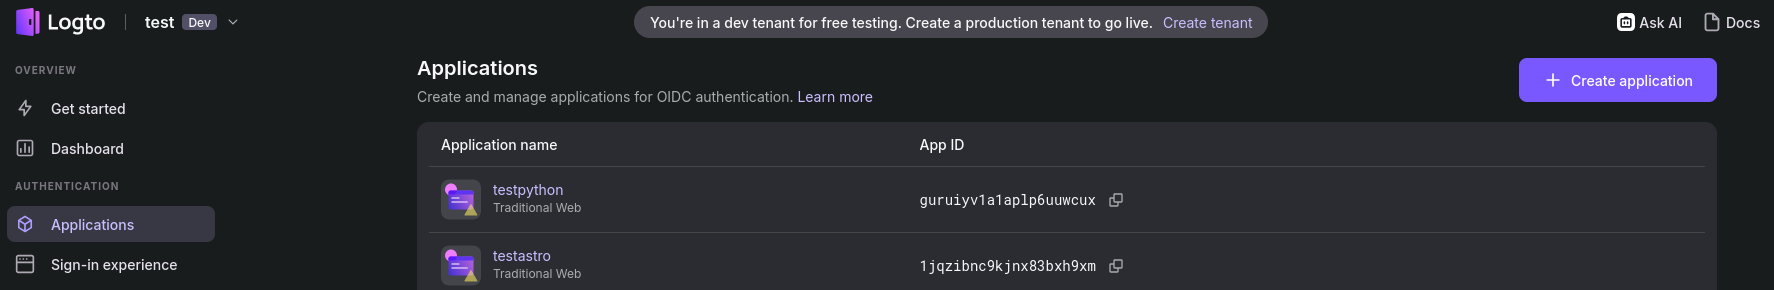 Logto
test Dev
You're in a dev tenant for free testing. Create a production tenant to go live. Create tenant
Ask AI
Docs
OVERVIEW
Get started
Dashboard
AUTHENTICATION
Applications
Sign-in experience
Applications
Create and manage applications for OIDC authentication. Learn more
Create application
Application name App ID
testpython
Traditional Web
guruiyv1a1aplp6uuwcux
testastro
Traditional Web
1jqzibnc9kjnx83bxh9xm